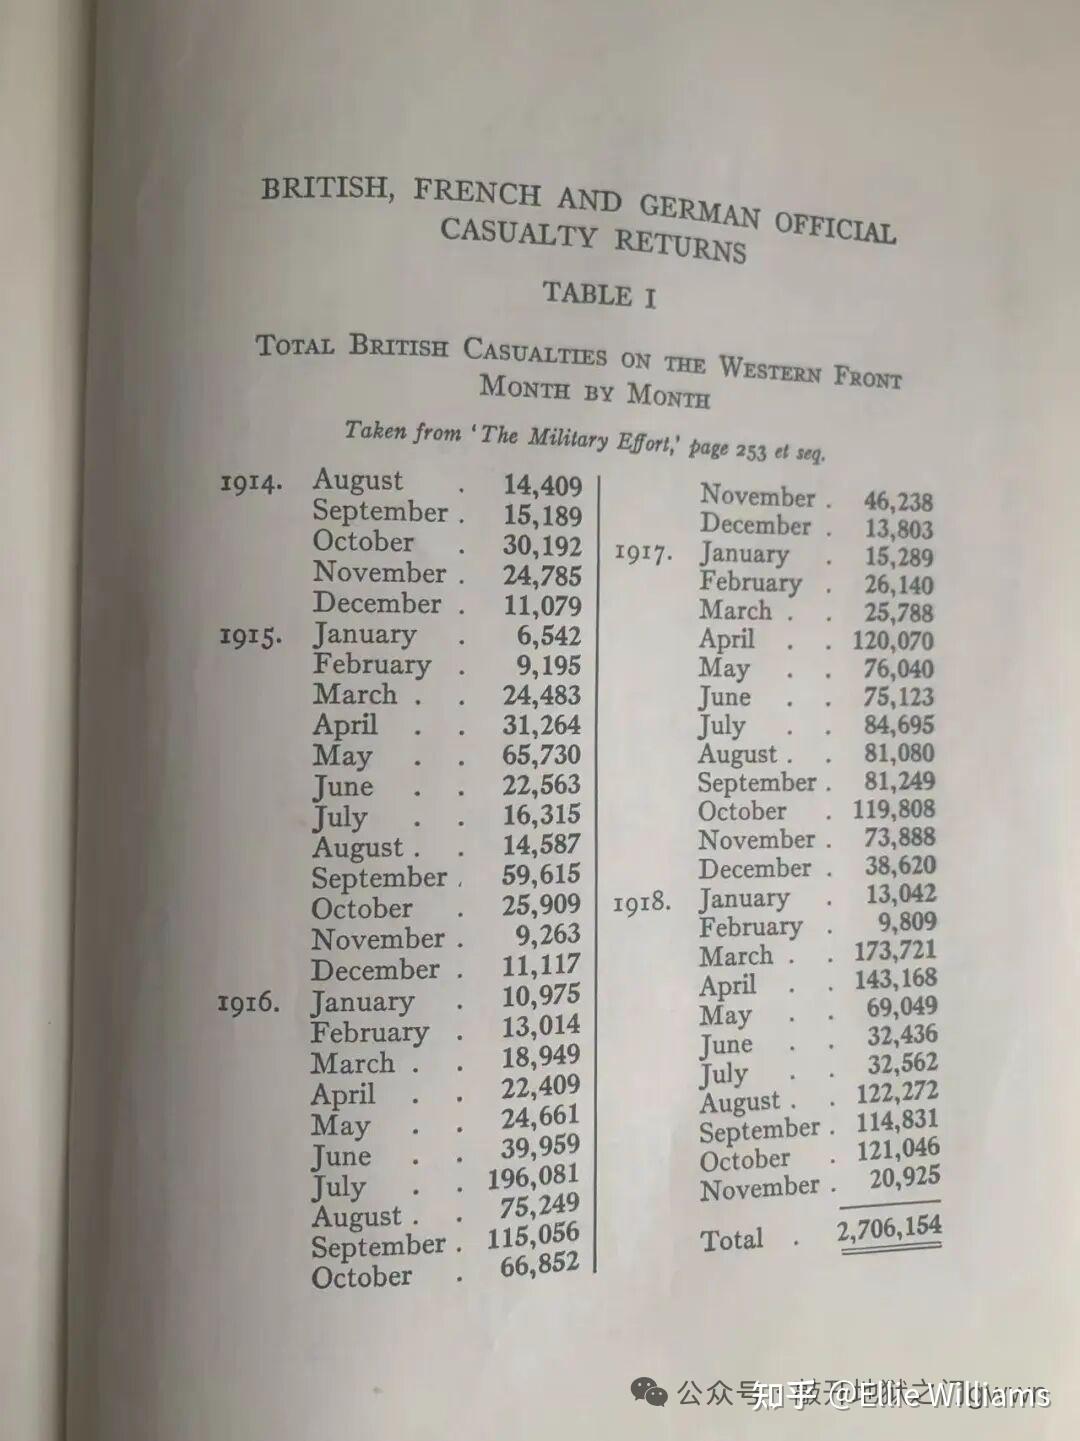 BRITISH, FRENCH AND GERMAN OFFICIAL
CASUALTY RETURNS
TABLE I
TOTAL BRITISH CASUALTIES ON THE WESTERN FRONT
MONTH BY MONTH
Taken from ‘The Military Effort,’ page 253 et seq.
1914. August . 14,409
September . 15,189
October . 30,192
November . 24,785
December . 11,079
1915. January . 6,542
February . 9,195
March . . 24,483
April . . 31,264
May . . 65,730
June . . 22,563
July . . 16,315
August . . 14,587
September . 59,615
October . 25,909
November . 9,263
December . 11,117
1916. January . 10,975
February . 13,014
March . . 18,949
April . . 22,409
May . . 24,661
June . . 39,959
July . . 196,081
August . . 75,249
September . 115,056
October . 66,852
November . 46,238
December . 13,803
1917. January . 15,289
February . 26,140
March . . 25,788
April . . 120,070
May . . 76,040
June . . 75,123
July . . 84,695
August . . 81,080
September . 81,249
October . 119,808
November . 73,888
December . 38,620
1918. January . 13,042
February . 9,809
March . . 173,721
April . . 143,168
May . . 69,049
June . . 32,436
July . . 32,562
August . . 122,272
September . 114,831
October . 121,046
November . 20,925
Total . 2,706,154
公众号
知乎 @Elle Williams